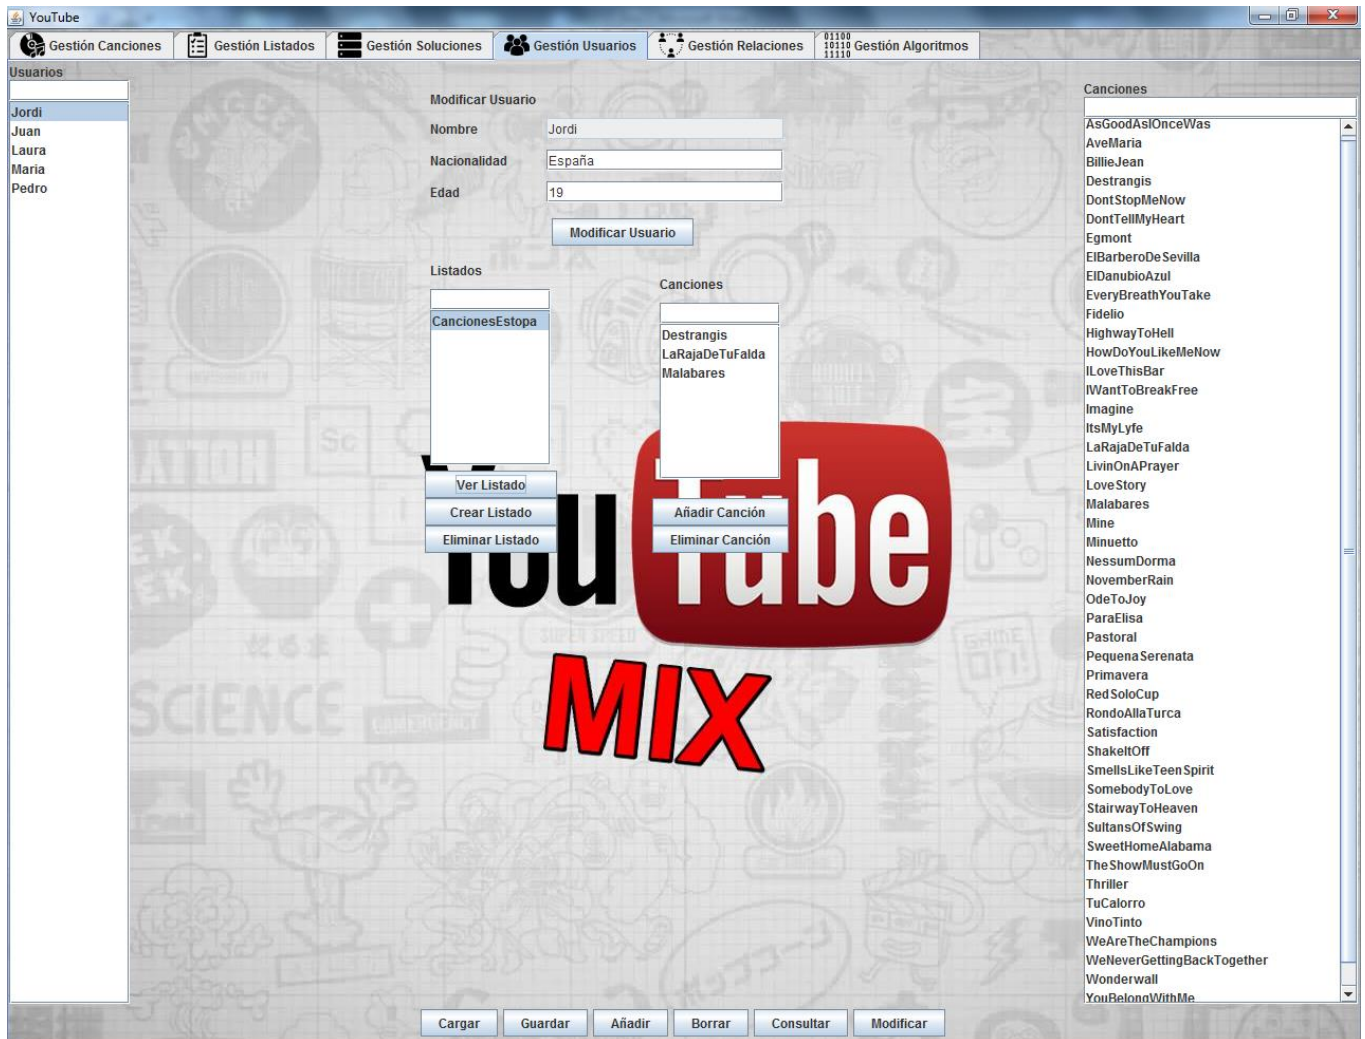 YouTube
Gestión Canciones
Gestión Listados
Gestión Soluciones
Gestión Usuarios
Gestión Relaciones
01100
10110
11110
Gestión Algoritmos
Usuarios
Jordi
Juan
Laura
Maria
Pedro
Modificar Usuario
Nombre
Jordi
Nacionalidad
España
Edad
19
Modificar Usuario
Listados
CancionesEstopa
Ver Listado
Crear Listado
Eliminar Listado
Canciones
Destrangis
LaRajaDeTuFalda
Malabares
Añadir Canción
Eliminar Canción
YouTube
MIX
SCIENCE
Sc
Canciones
AsGoodAsIOnceWas
AveMaria
BillieJean
Destrangis
DontStopMeNow
DontTellMyHeart
Egmont
ElBarberoDeSevilla
ElDanubioAzul
EveryBreathYouTake
Fidelio
HighwayToHell
HowDoYouLikeMeNow
ILoveThisBar
IWantToBreakFree
Imagine
ItsMyLyfe
LaRajaDeTuFalda
LivinOnAPrayer
LoveStory
Malabares
Mine
Minuetto
NessumDorma
NovemberRain
OdeToJoy
ParaElisa
Pastoral
PequenaSerenata
Primavera
RedSoloCup
RondoAllaTurca
Satisfaction
ShakeItOff
SmellsLikeTeenSpirit
SomebodyToLove
StairwayToHeaven
SultansOfSwing
SweetHomeAlabama
TheShowMustGoOn
Thriller
TuCalorro
VinoTinto
WeAreTheChampions
WeNeverGettingBackTogether
Wonderwall
YouBelongWithMe
Cargar
Guardar
Añadir
Borrar
Consultar
Modificar